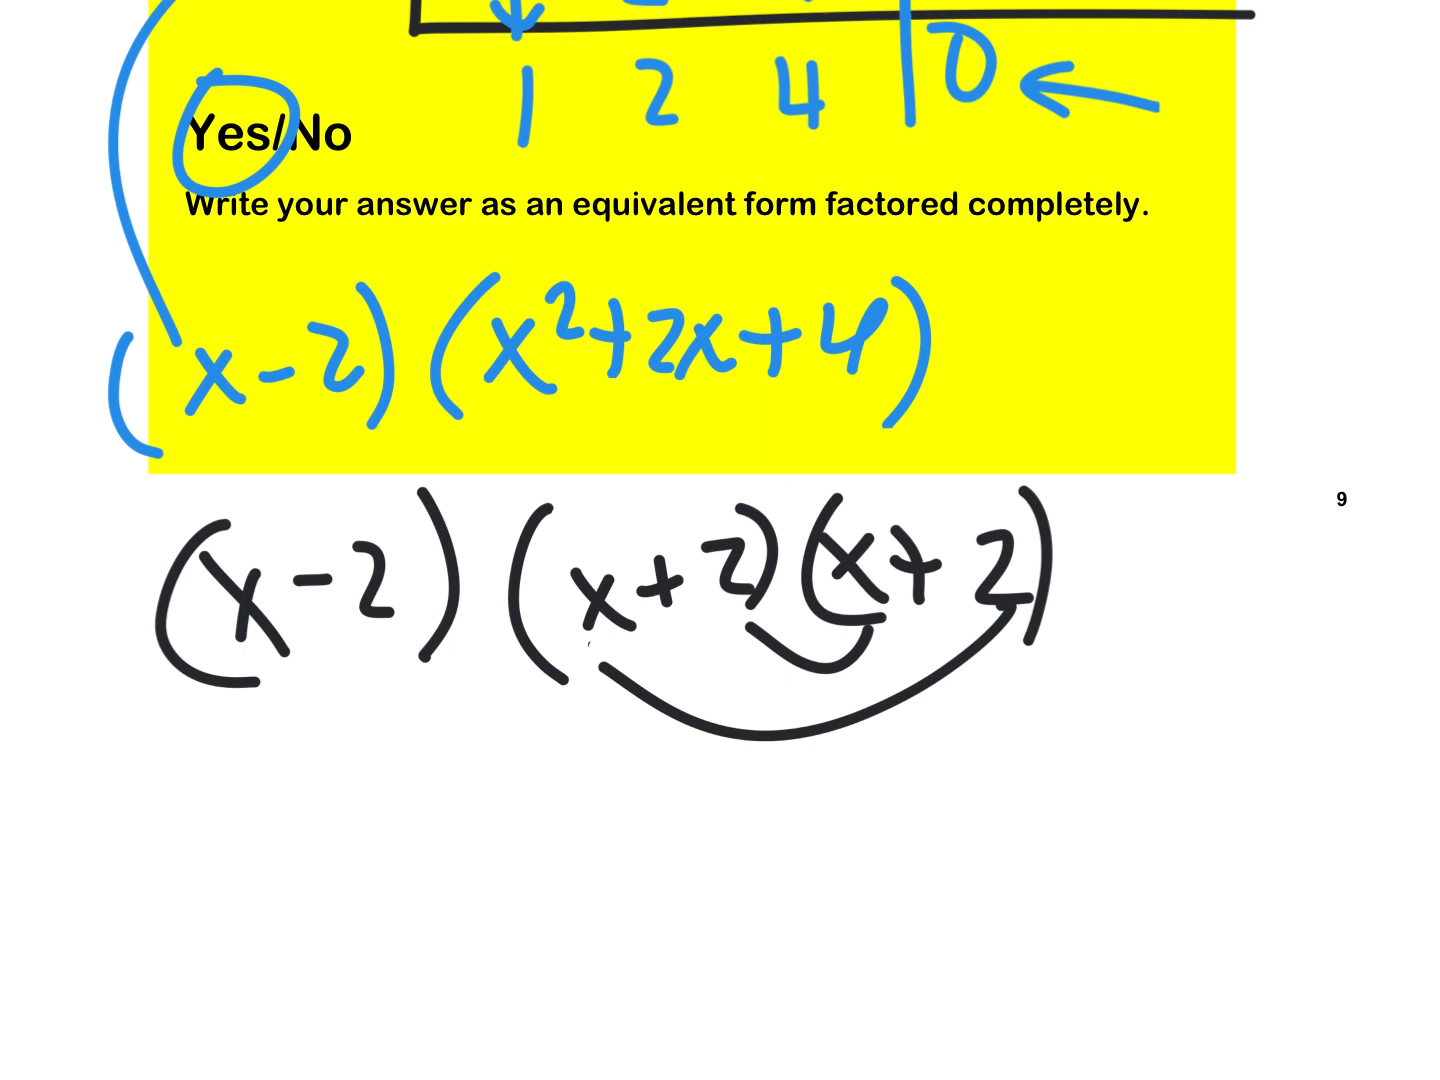 1 2 4 | 0 ←
Yes/No
Write your answer as an equivalent form factored completely.
(x-2)(x²+2x+4)
9
(x-2)(x+2)(x+2)